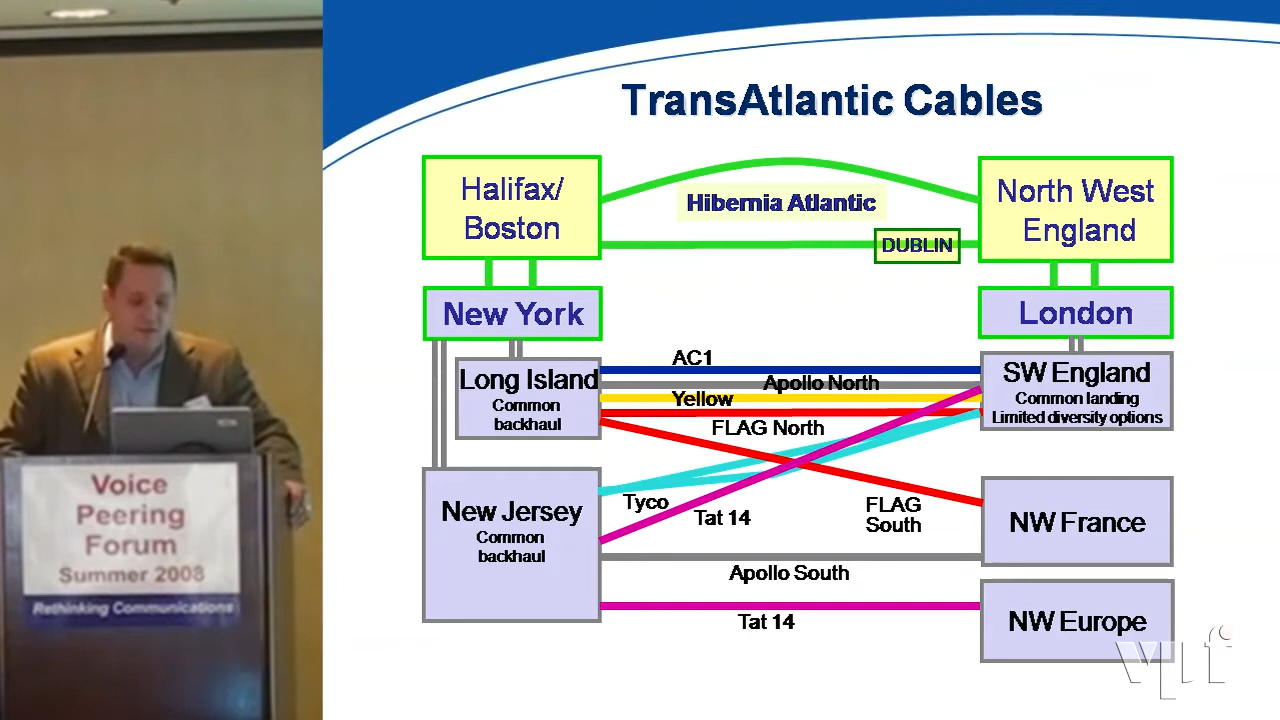 TransAtlantic Cables
Halifax/
Boston
Hibernia Atlantic
North West
England
DUBLIN
New York
London
AC1
Apollo North
Yellow
FLAG North
Long Island
Common
backhaul
SW England
Common landing
Limited diversity options
New Jersey
Common
backhaul
Tyco
Tat 14
FLAG
South
NW France
Apollo South
Tat 14
NW Europe
Voice
Peering
Forum
Summer 2008
Rethinking Communications
vpf